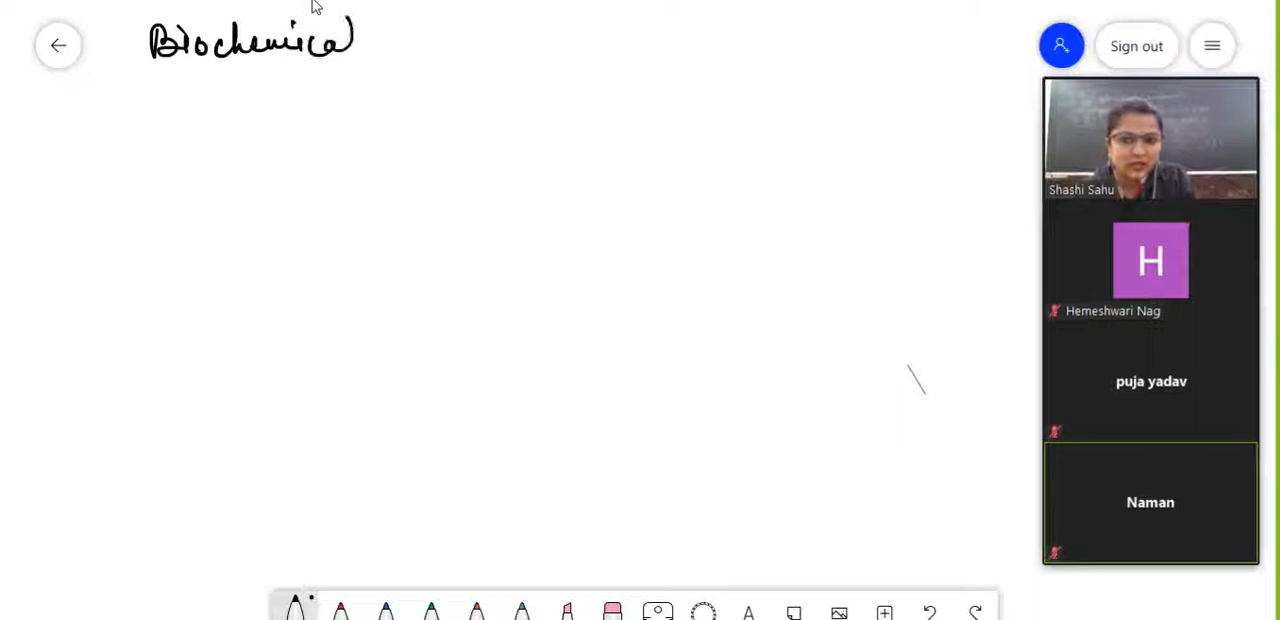 Biochemical
Sign out
Shashi Sahu
H
Hemeshwari Nag
puja yadav
Naman
A